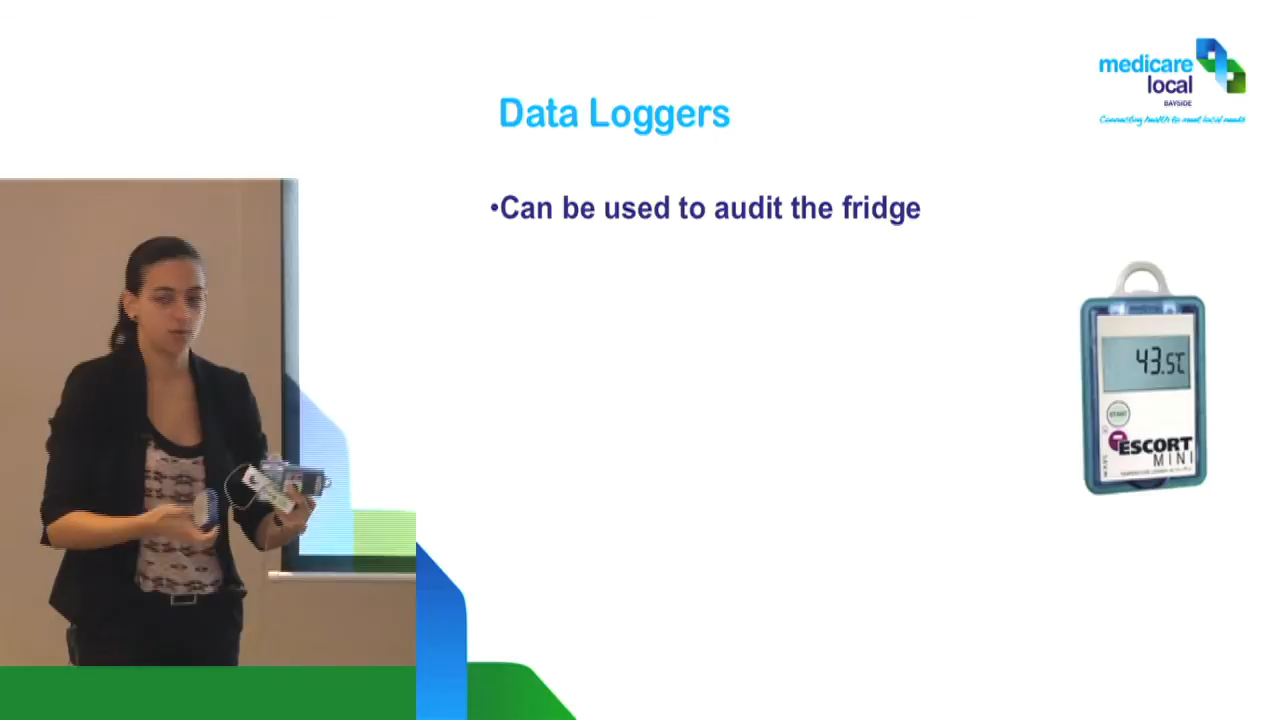 medicare
local
BAYSIDE
Connecting health to meet local needs
Data Loggers
•Can be used to audit the fridge
43.5°C
START
ESCORT
MINI